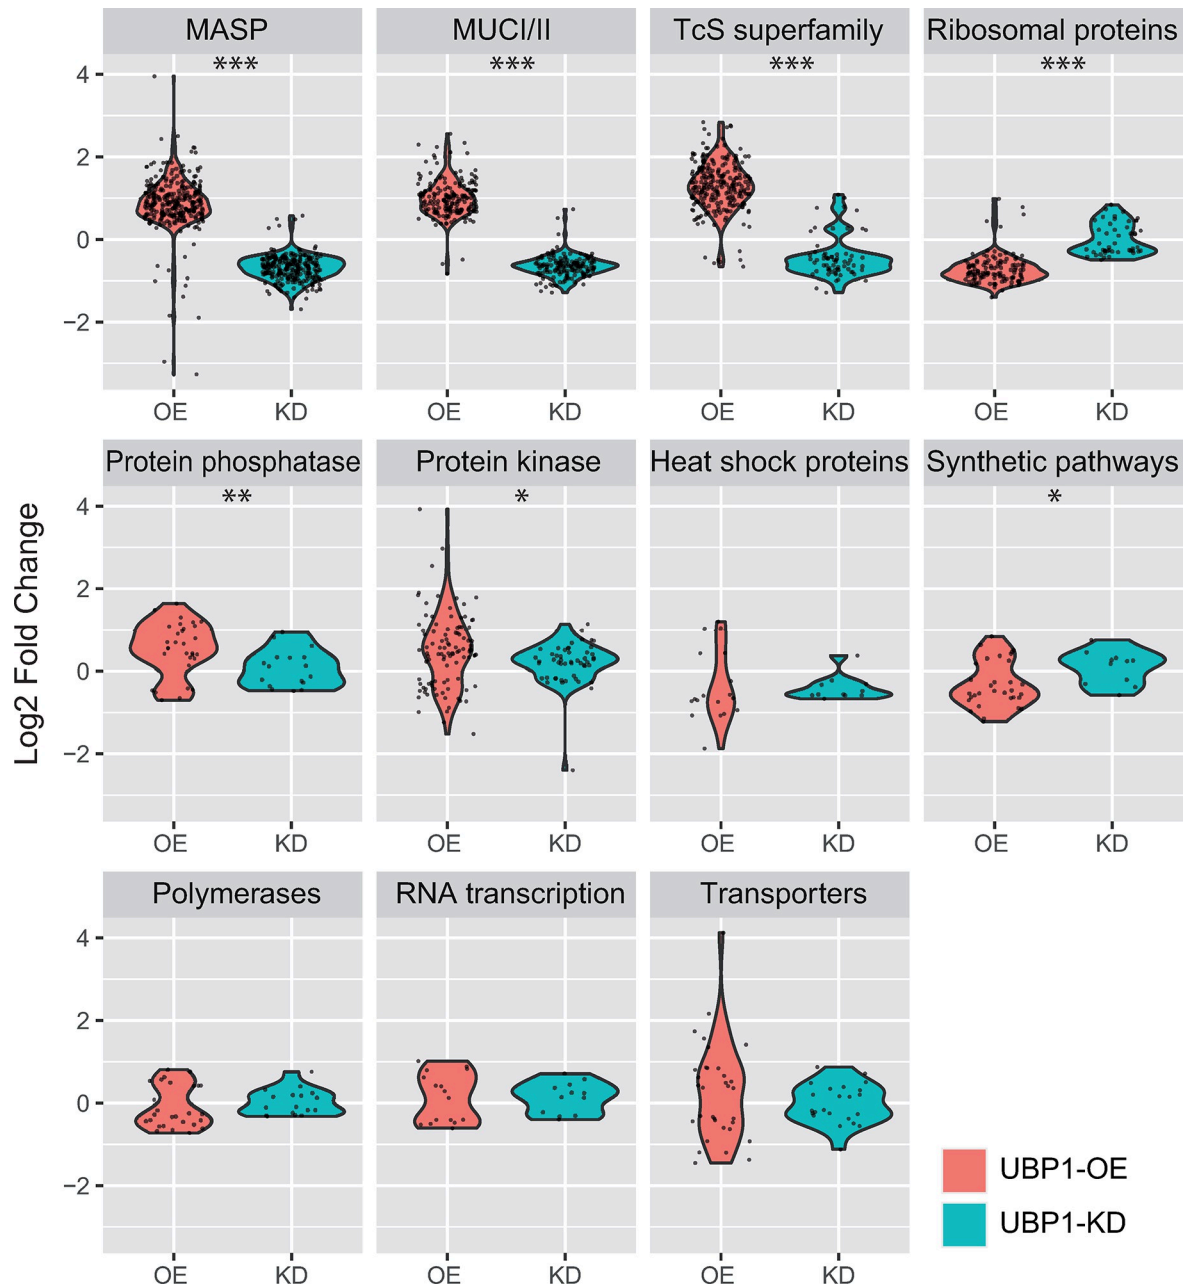 MASP MUCI/II TcS superfamily Ribosomal proteins
*** *** *** ***
4
2
0
−2
OE KD OE KD OE KD OE KD
Protein phosphatase Protein kinase Heat shock proteins Synthetic pathways
** * *
4
2
0
−2
Log2 Fold Change
OE KD OE KD OE KD OE KD
Polymerases RNA transcription Transporters
4
2
0
−2
OE KD OE KD OE KD
UBP1-OE
UBP1-KD